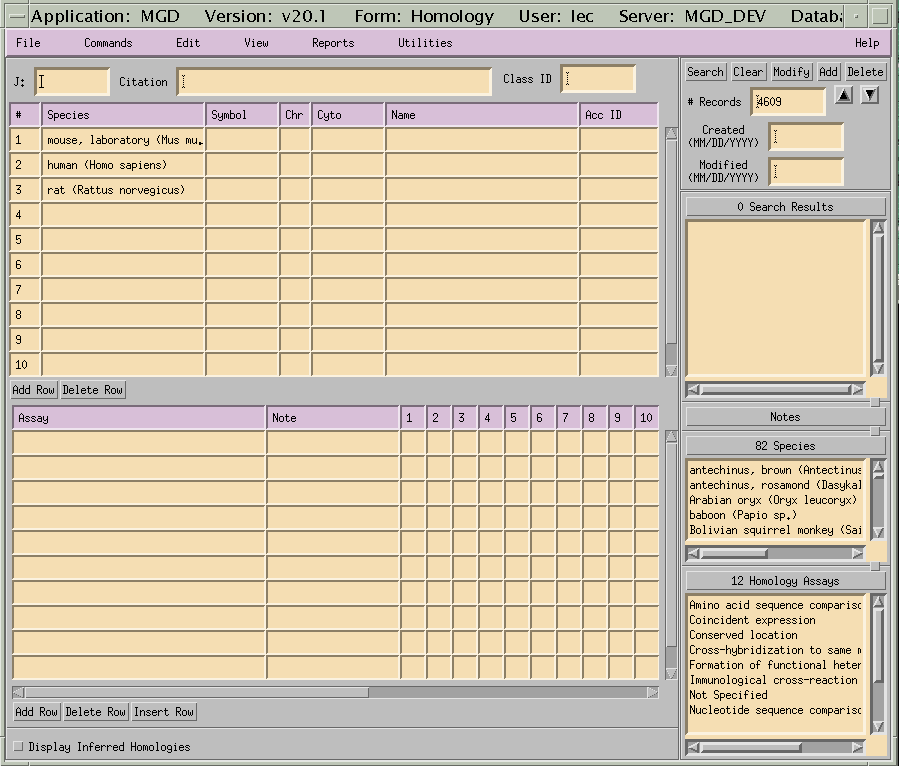 Application: MGD Version: v20.1 Form: Homology User: lec Server: MGD_DEV Databa
File Commands Edit View Reports Utilities Help
J: Citation Class ID
Search Clear Modify Add Delete
# Records 4609
Created
(MM/DD/YYYY)
Modified
(MM/DD/YYYY)
# Species Symbol Chr Cyto Name Acc ID
1 mouse, laboratory (Mus mu
2 human (Homo sapiens)
3 rat (Rattus norvegicus)
4
5
6
7
8
9
10
Add Row Delete Row
0 Search Results
Notes
82 Species
antechinus, brown (Antectinus
antechinus, rosamond (Dasykal
Arabian oryx (Oryx leucoryx)
baboon (Papio sp.)
Bolivian squirrel monkey (Sai
12 Homology Assays
Amino acid sequence compariso
Coincident expression
Conserved location
Cross-hybridization to same m
Formation of functional heter
Immunological cross-reaction
Not Specified
Nucleotide sequence compariso
Assay Note 1 2 3 4 5 6 7 8 9 10
Add Row Delete Row Insert Row
Display Inferred Homologies